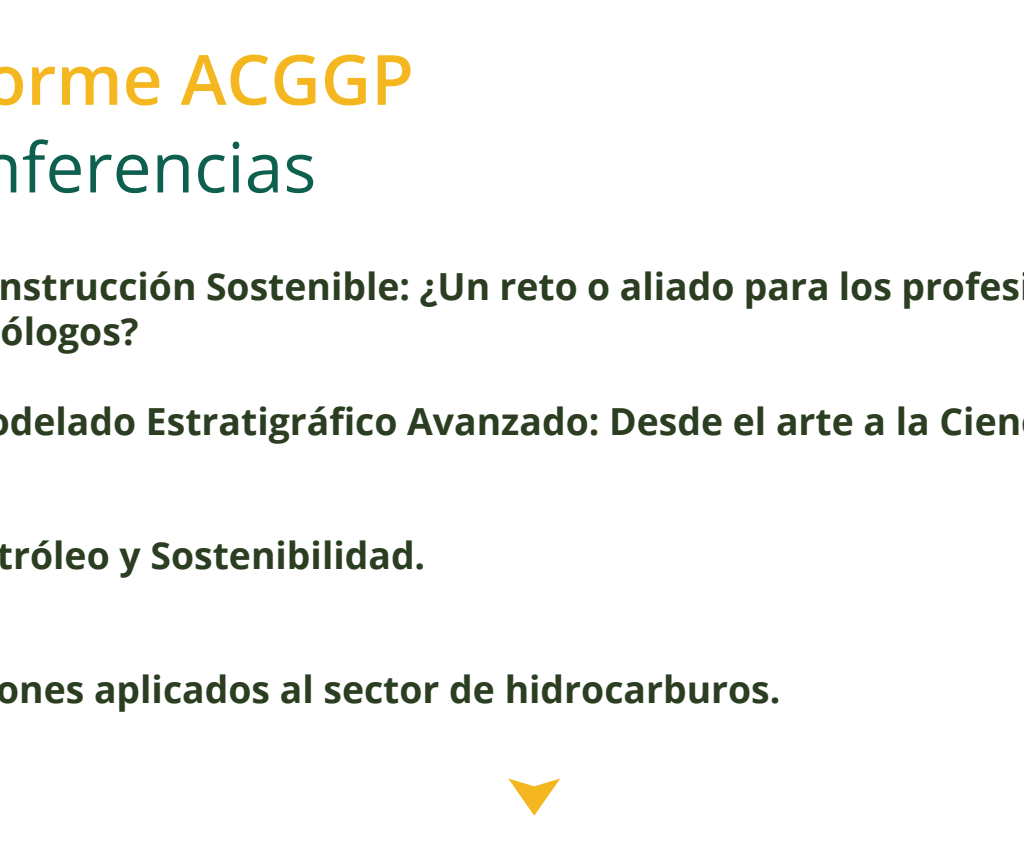 orme ACGGP
nferencias
nstrucción Sostenible: ¿Un reto o aliado para los profesi
ólogos?
odelado Estratigráfico Avanzado: Desde el arte a la Cien
tróleo y Sostenibilidad.
ones aplicados al sector de hidrocarburos.